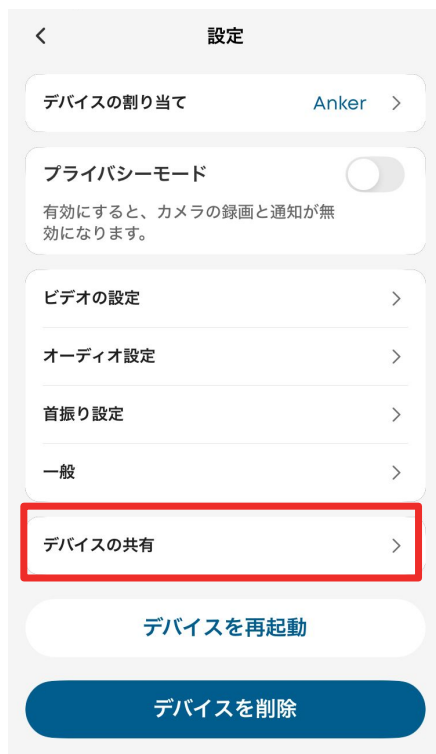 設定
デバイスの割り当て Anker
プライバシーモード
有効にすると、カメラの録画と通知が無
効になります。
ビデオの設定
オーディオ設定
首振り設定
一般
デバイスの共有
デバイスを再起動
デバイスを削除